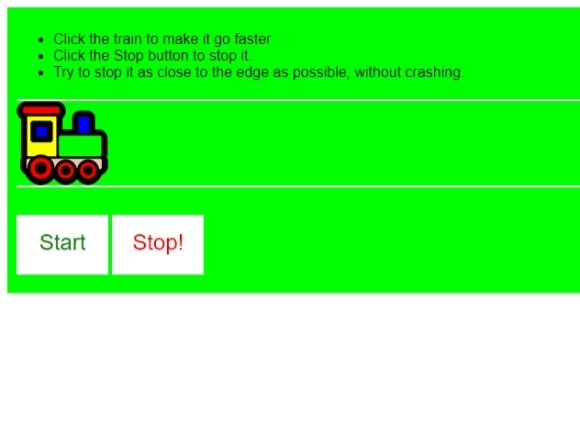 Click the train to make it go faster.
Click the Stop button to stop it.
Try to stop it as close to the edge as possible, without crashing.
Start
Stop!